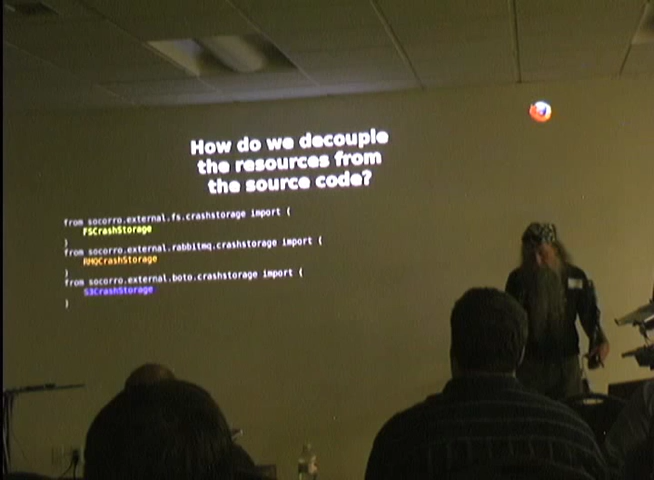 How do we decouple
the resources from
the source code?
from socorro.external.fs.crashstorage import (
FSCrashStorage
)
from socorro.external.rabbitmq.crashstorage import (
RMQCrashStorage
)
from socorro.external.boto.crashstorage import (
S3CrashStorage
)